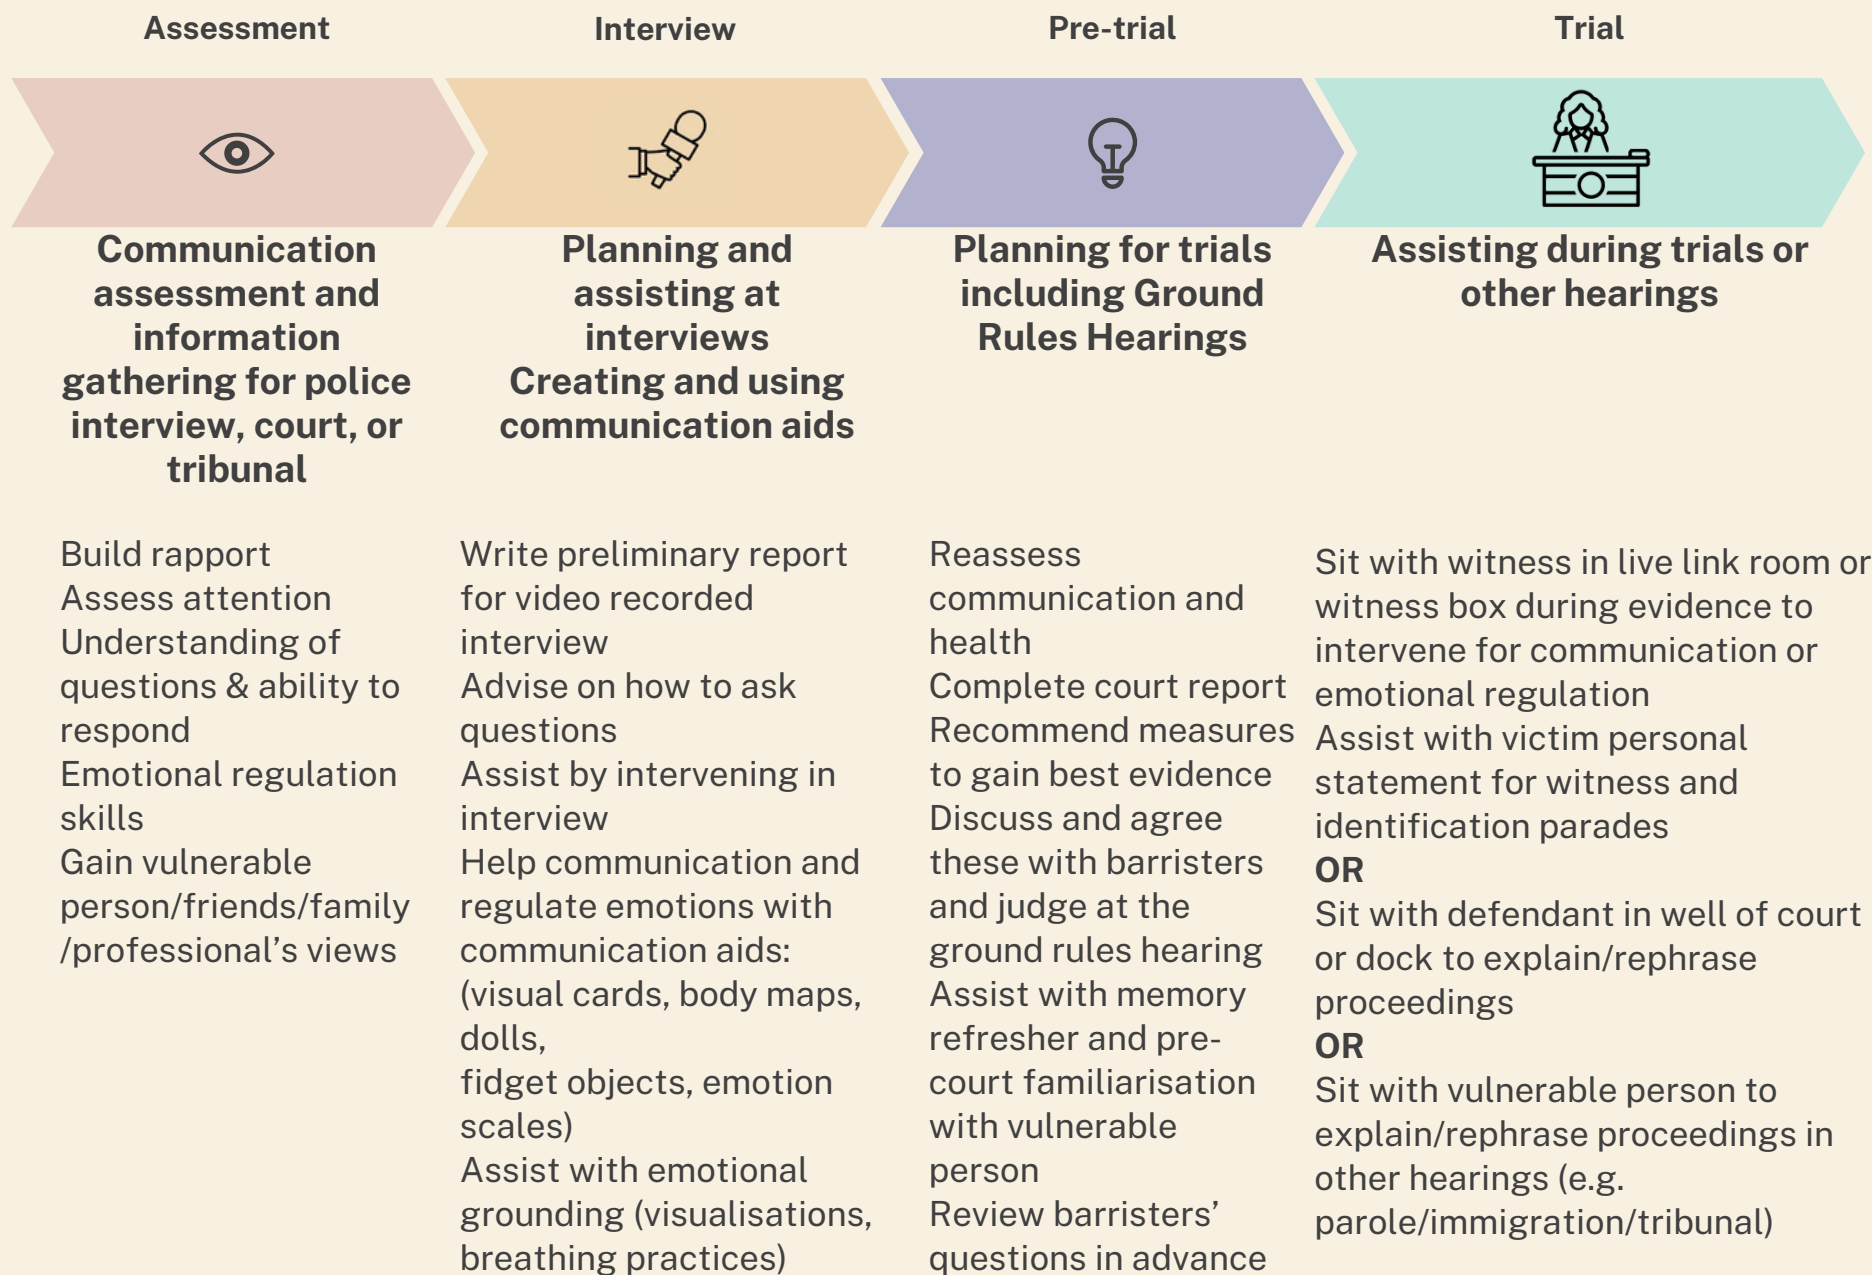 Assessment
Communication
assessment and
information
gathering for police
interview, court, or
tribunal
Build rapport
Assess attention
Understanding of
questions & ability to
respond
Emotional regulation
skills
Gain vulnerable
person/friends/family
/professional’s views
Interview
Planning and
assisting at
interviews
Creating and using
communication aids
Write preliminary report
for video recorded
interview
Advise on how to ask
questions
Assist by intervening in
interview
Help communication and
regulate emotions with
communication aids:
(visual cards, body maps,
dolls,
fidget objects, emotion
scales)
Assist with emotional
grounding (visualisations,
breathing practices)
Pre-trial
Planning for trials
including Ground
Rules Hearings
Reassess
communication and
health
Complete court report
Recommend measures
to gain best evidence
Discuss and agree
these with barristers
and judge at the
ground rules hearing
Assist with memory
refresher and pre-
court familiarisation
with vulnerable
person
Review barristers’
questions in advance
Trial
Assisting during trials or
other hearings
Sit with witness in live link room or
witness box during evidence to
intervene for communication or
emotional regulation
Assist with victim personal
statement for witness and
identification parades
OR
Sit with defendant in well of court
or dock to explain/rephrase
proceedings
OR
Sit with vulnerable person to
explain/rephrase proceedings in
other hearings (e.g.
parole/immigration/tribunal)